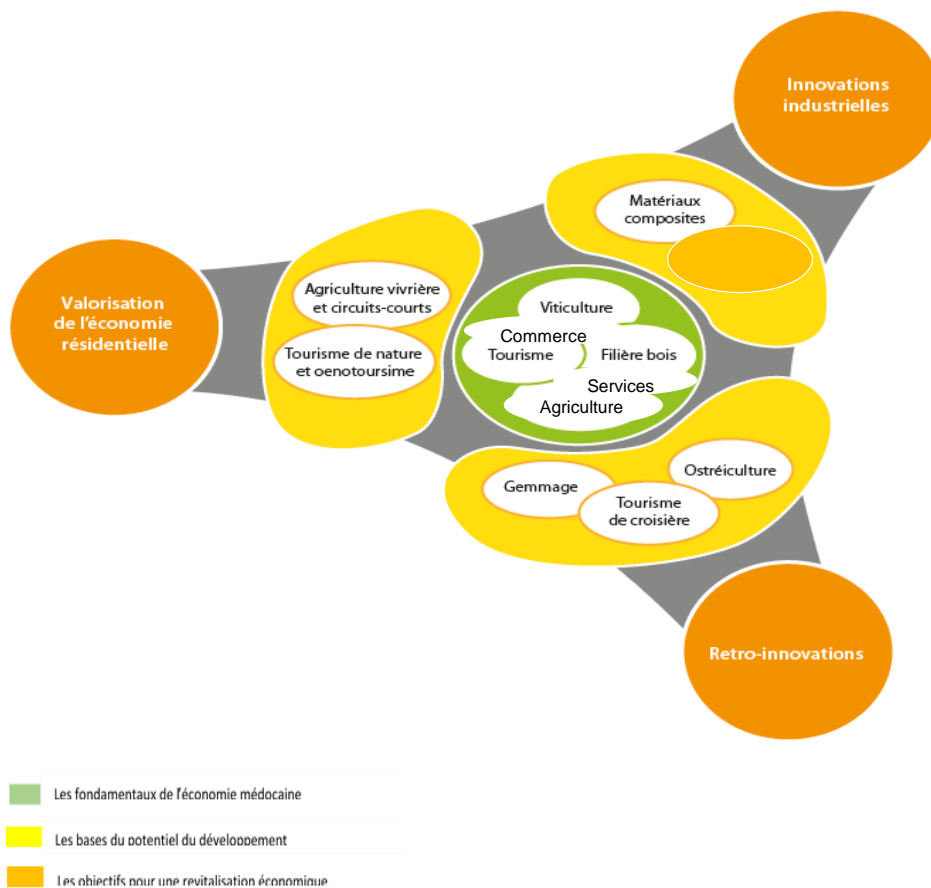 Innovations
industrielles
Matériaux
composites
Valorisation
de l'économie
résidentielle
Agriculture vivrière
et circuits-courts
Tourisme de nature
et oenotoursime
Viticulture
Commerce
Tourisme
Filière bois
Services
Agriculture
Gemmage
Tourisme
de croisière
Ostréiculture
Retro-innovations
Les fondamentaux de l'économie médocaine
Les bases du potentiel du développement
Les objectifs pour une revitalisation économique